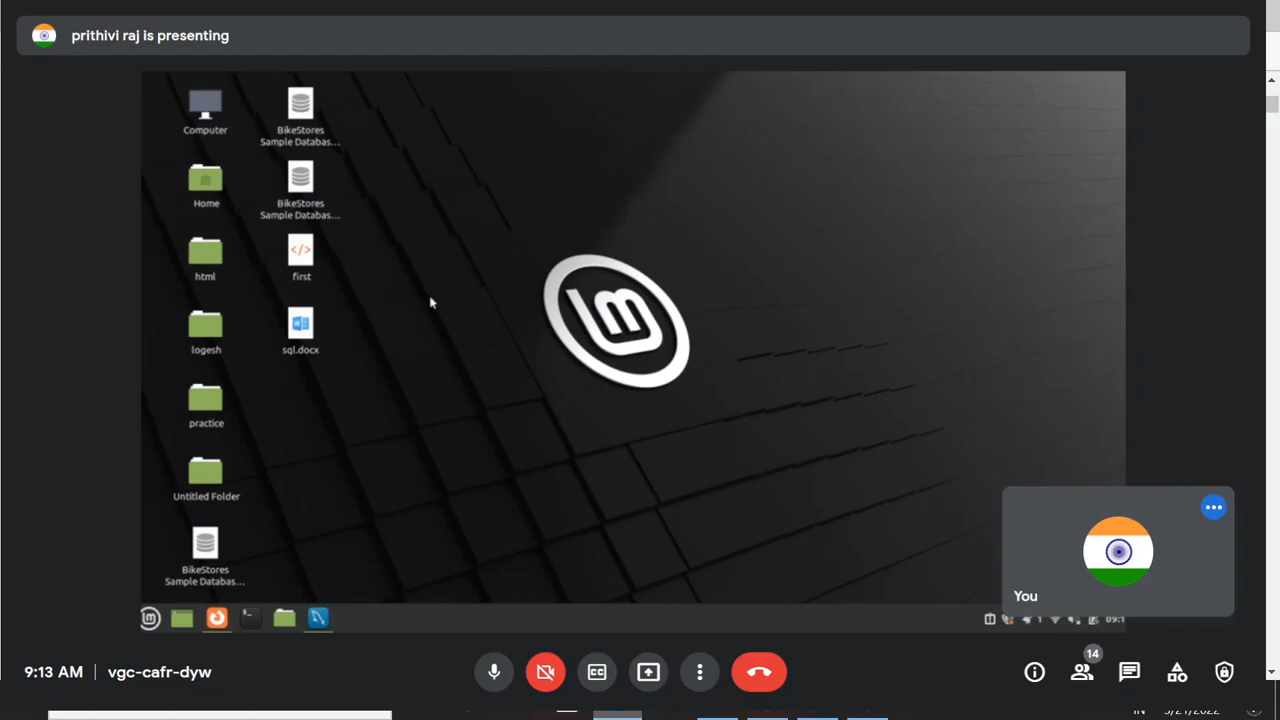 prithivi raj is presenting
Computer
BikeStores
Sample Databas...
Home
BikeStores
Sample Databas...
html
first
logesh
sql.docx
practice
Untitled Folder
BikeStores
Sample Databas...
You
9:13 AM | vgc-cafr-dyw
14